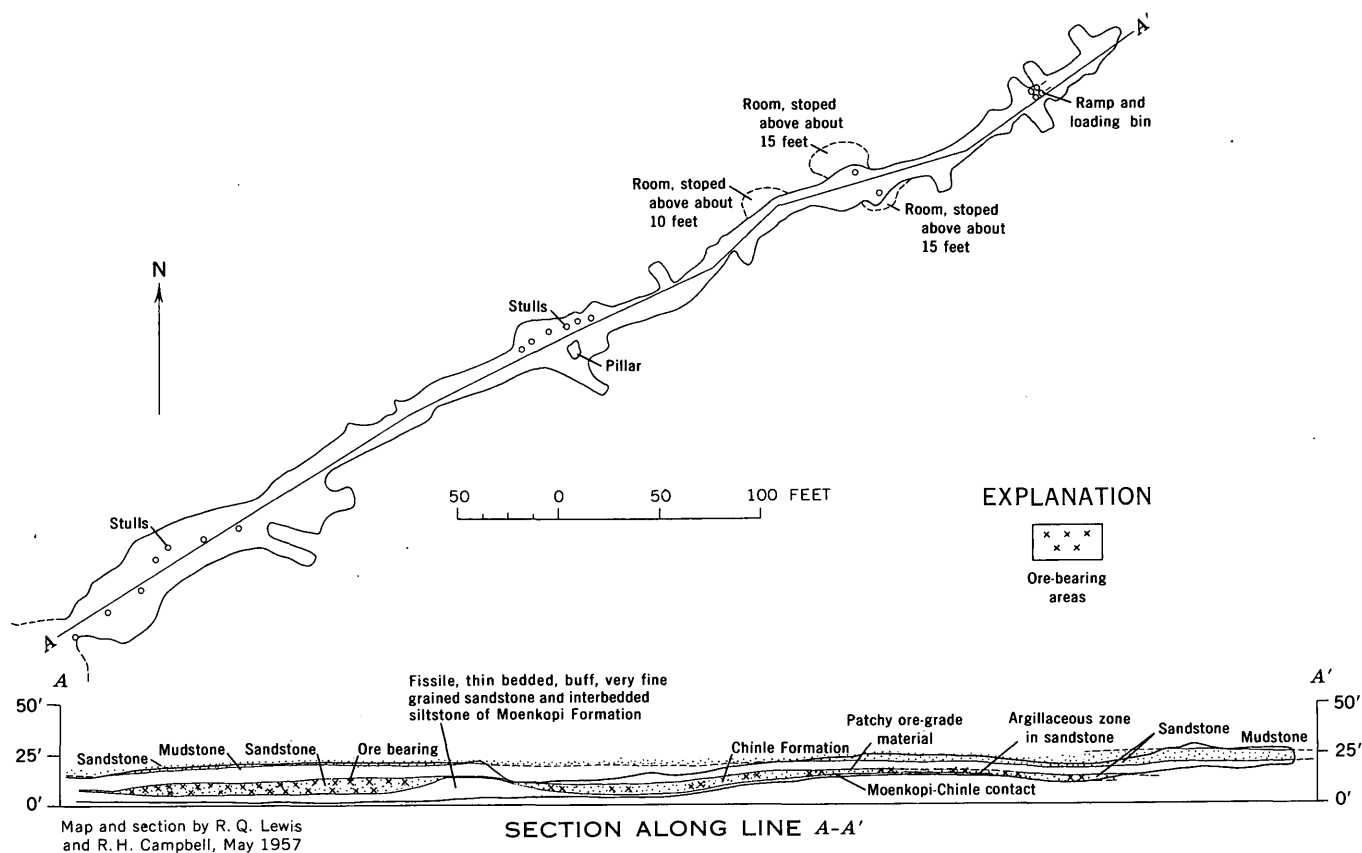 A'
Ramp and
loading bin
Room, stoped
above about
15 feet
Room, stoped
above about
10 feet
Room, stoped
above about
15 feet
N
Stulls
Pillar
50 0 50 100 FEET
EXPLANATION
Ore-bearing
areas
Stulls
A
A
A'
Fissile, thin bedded, buff, very fine
grained sandstone and interbedded
siltstone of Moenkopi Formation
50'
25'
0'
Sandstone
Mudstone
Sandstone
Ore bearing
Chinle Formation
Patchy ore-grade
material
Argillaceous zone
in sandstone
Sandstone
Mudstone
Moenkopi-Chinle contact
50'
25'
0'
Map and section by R. Q. Lewis
and R. H. Campbell, May 1957
SECTION ALONG LINE A-A'